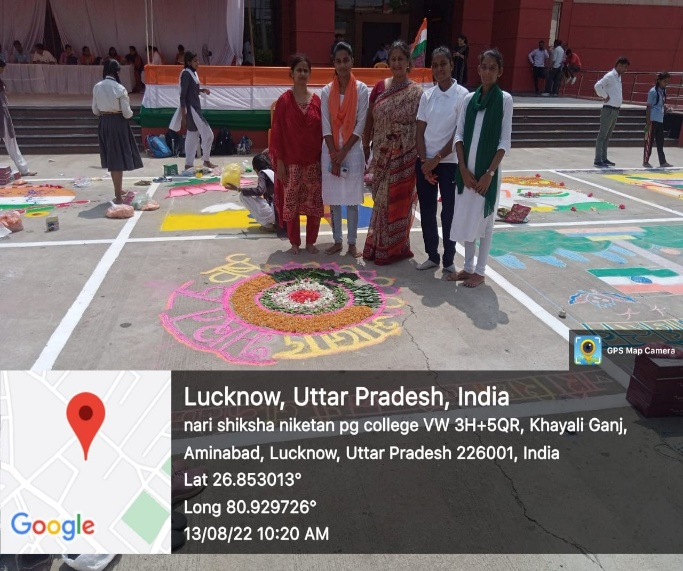 GPS Map Camera
Lucknow, Uttar Pradesh, India
nari shiksha niketan pg college VW 3H+5QR, Khayali Ganj,
Aminabad, Lucknow, Uttar Pradesh 226001, India
Lat 26.853013°
Long 80.929726°
13/08/22 10:20 AM
Google